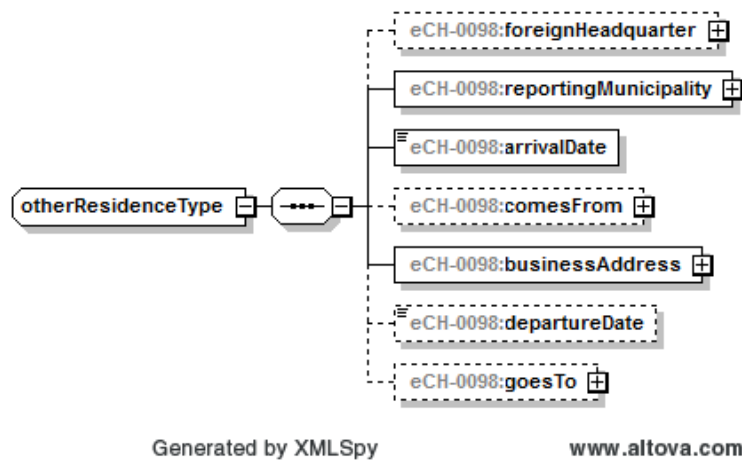 eCH-0098:foreignHeadquarter
eCH-0098:reportingMunicipality
eCH-0098:arrivalDate
otherResidenceType
eCH-0098:comesFrom
eCH-0098:businessAddress
eCH-0098:departureDate
eCH-0098:goesTo
Generated by XMLSpy www.altova.com